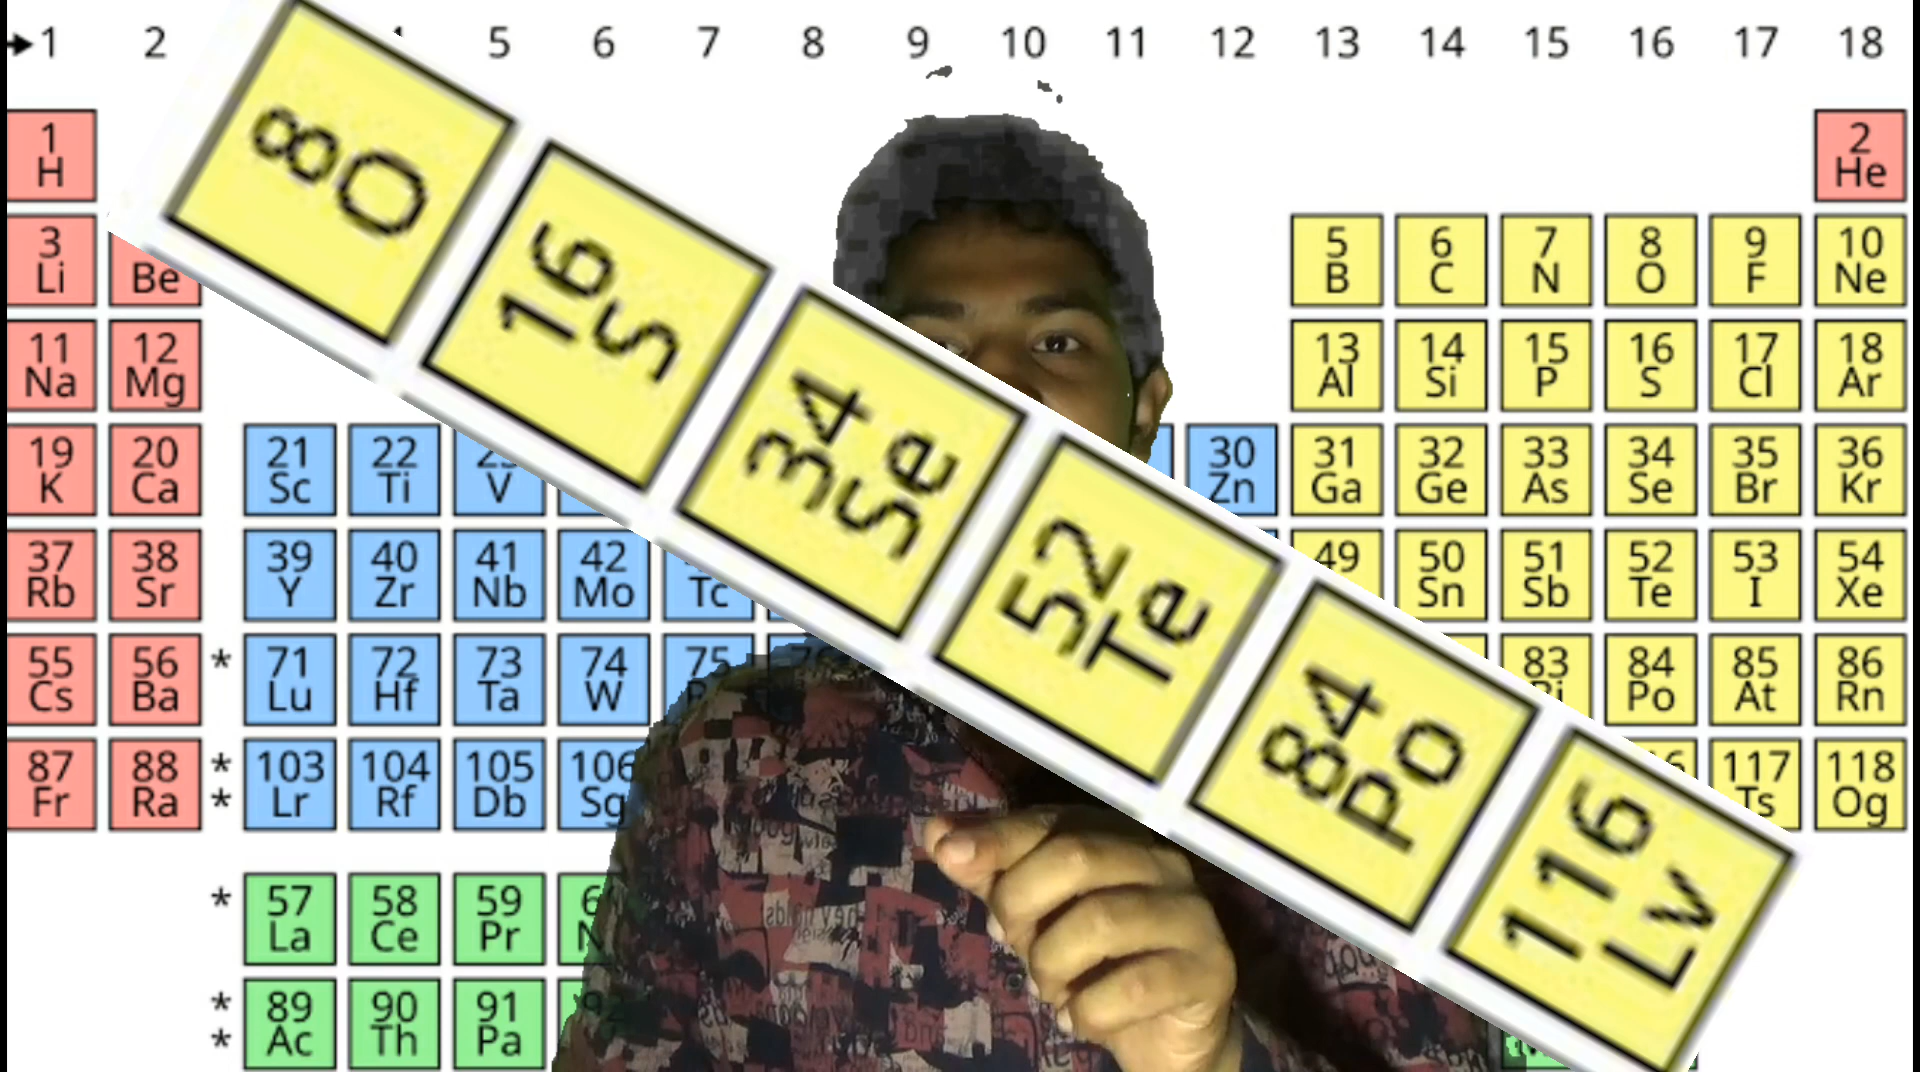 1 2 5 6 7 8 9 10 11 12 13 14 15 16 17 18
1 2
H He
3 5 6 7 8 9 10
Li Be B C N O F Ne
11 12 13 14 15 16 17 18
Na Mg Al Si P S Cl Ar
19 20 21 22 23 30 31 32 33 34 35 36
K Ca Sc Ti V Zn Ga Ge As Se Br Kr
37 38 39 40 41 42 49 50 51 52 53 54
Rb Sr Y Zr Nb Mo Tc Sn Sb Te I Xe
55 56 * 71 72 73 74 75 83 84 85 86
Cs Ba Lu Hf Ta W Po At Rn
87 88 * 103 104 105 106 117 118
Fr Ra * Lr Rf Db Sg Ts Og
* 57 58 59
La Ce Pr
* 89 90 91
* Ac Th Pa
8
O
16
S
34
Se
52
Te
84
Po
116
Lv